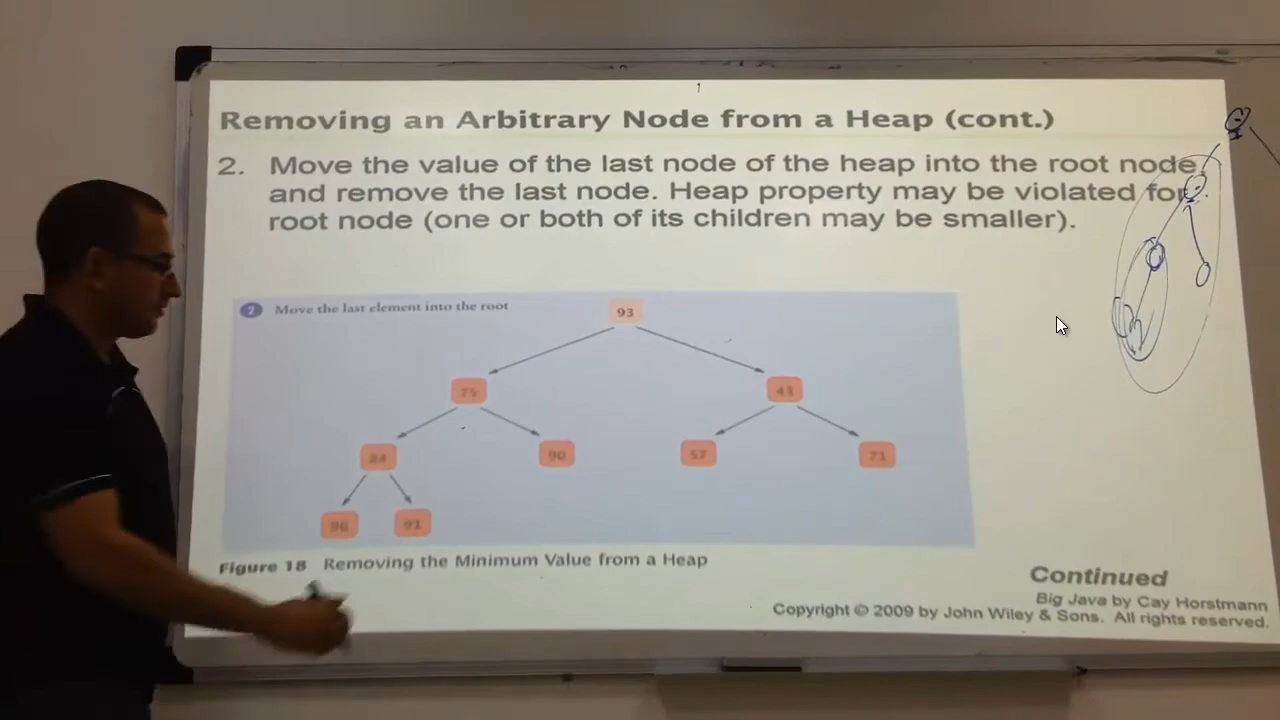 Removing an Arbitrary Node from a Heap (cont.)
2. Move the value of the last node of the heap into the root node
and remove the last node. Heap property may be violated for
root node (one or both of its children may be smaller).
2 Move the last element into the root
93
75 43
84 90 57 71
96 91
Figure 18 Removing the Minimum Value from a Heap
Continued
Big Java by Cay Horstmann
Copyright © 2009 by John Wiley & Sons. All rights reserved.